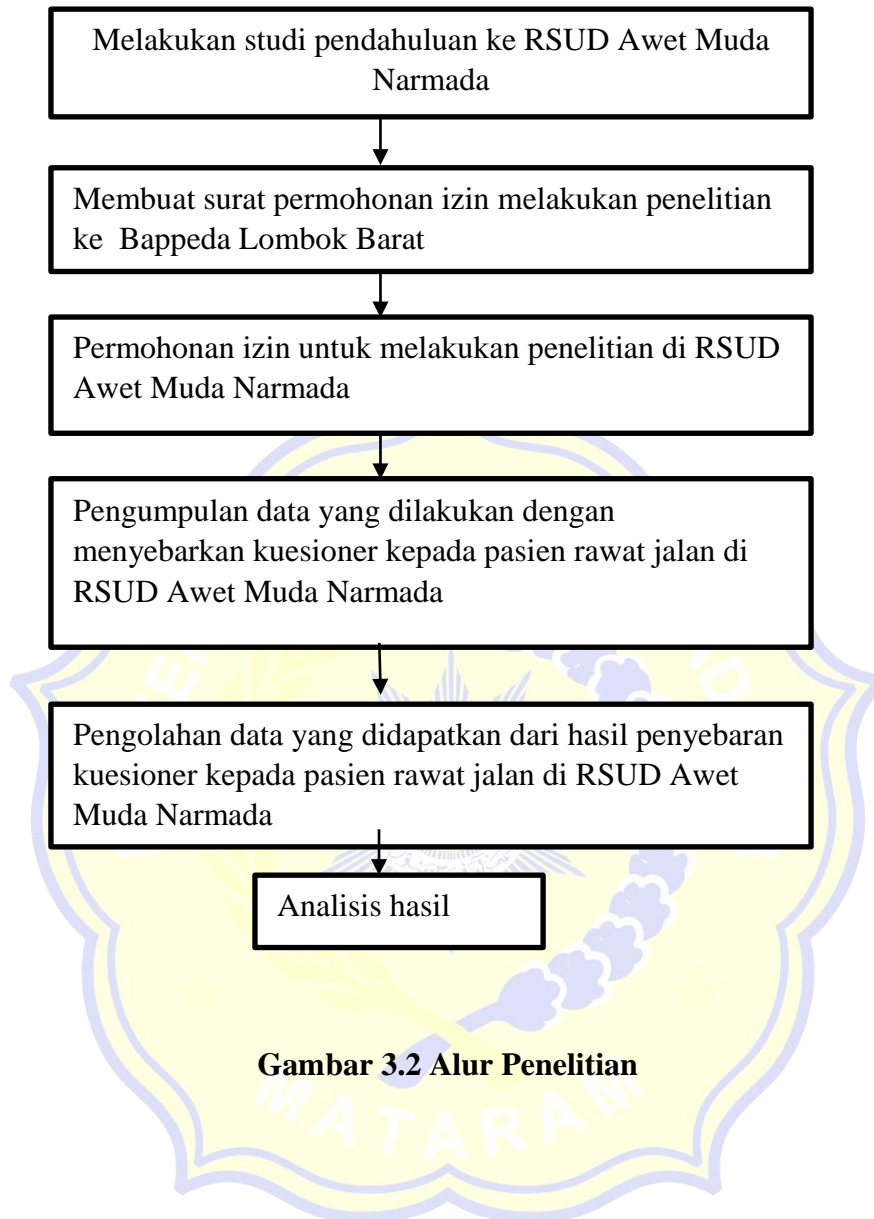 Melakukan studi pendahuluan ke RSUD Awet Muda
Narmada
Membuat surat permohonan izin melakukan penelitian
ke Bappeda Lombok Barat
Permohonan izin untuk melakukan penelitian di RSUD
Awet Muda Narmada
Pengumpulan data yang dilakukan dengan
menyebarkan kuesioner kepada pasien rawat jalan di
RSUD Awet Muda Narmada
Pengolahan data yang didapatkan dari hasil penyebaran
kuesioner kepada pasien rawat jalan di RSUD Awet
Muda Narmada
Analisis hasil
Gambar 3.2 Alur Penelitian
MATARAM